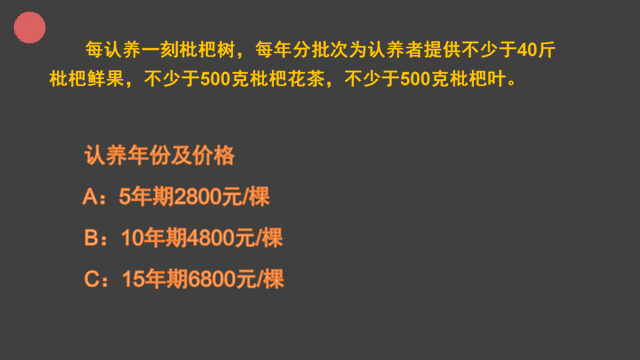 每认养一刻枇杷树，每年分批次为认养者提供不少于40斤
枇杷鲜果，不少于500克枇杷花茶，不少于500克枇杷叶。
认养年份及价格
A：5年期2800元/棵
B：10年期4800元/棵
C：15年期6800元/棵